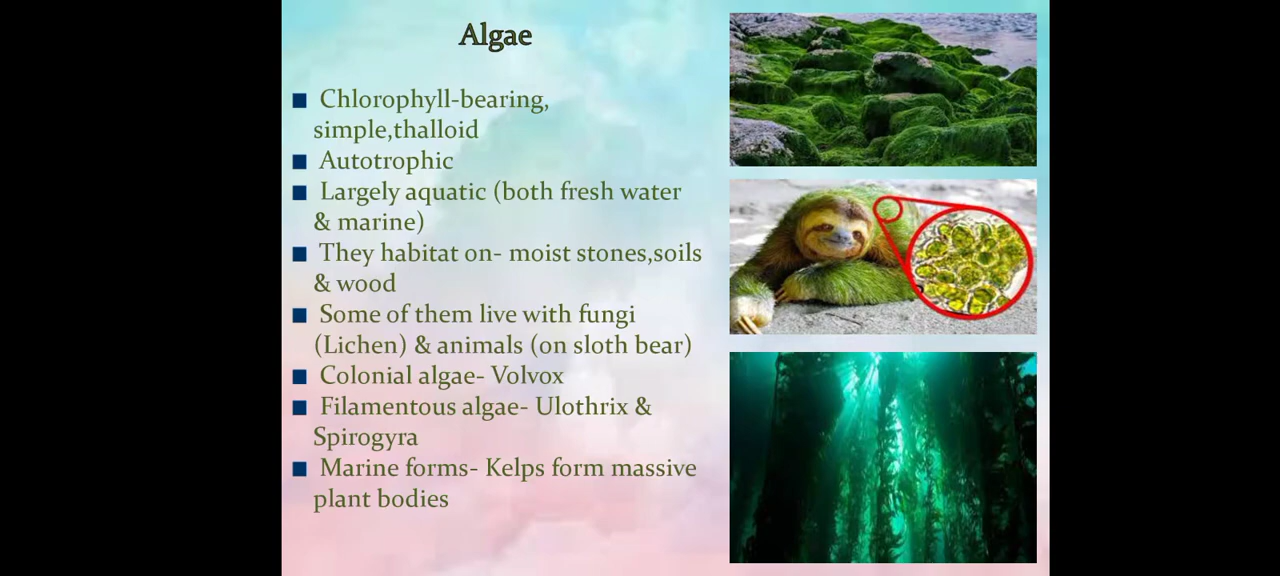 Algae
■ Chlorophyll-bearing,
simple,thalloid
■ Autotrophic
■ Largely aquatic (both fresh water
& marine)
■ They habitat on- moist stones,soils
& wood
■ Some of them live with fungi
(Lichen) & animals (on sloth bear)
■ Colonial algae- Volvox
■ Filamentous algae- Ulothrix &
Spirogyra
■ Marine forms- Kelps form massive
plant bodies